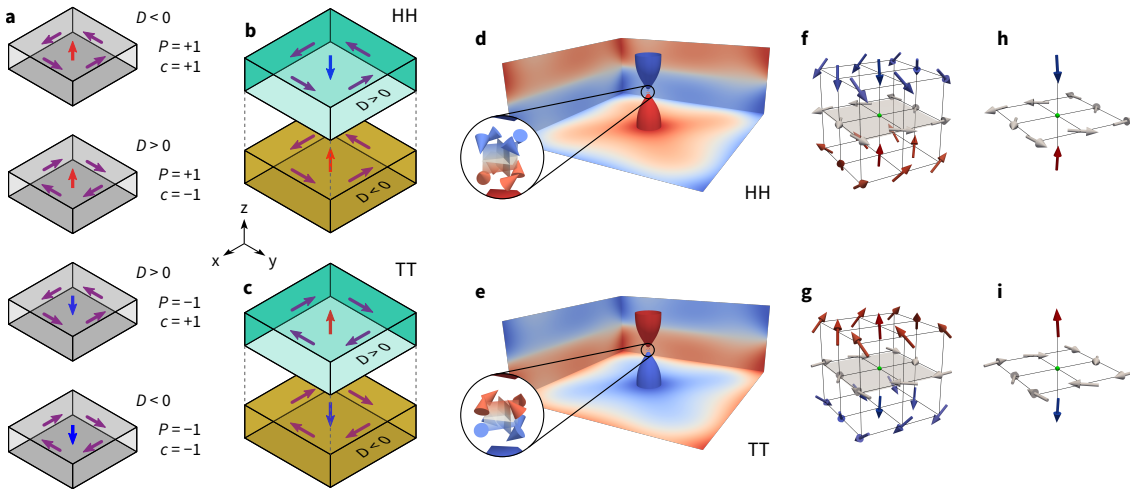 a
D < 0
P = +1
c = +1
D > 0
P = +1
c = −1
D > 0
P = −1
c = +1
D < 0
P = −1
c = −1
b
HH
D > 0
D < 0
z
x
y
c
TT
D > 0
D < 0
d
HH
e
TT
f
g
h
i